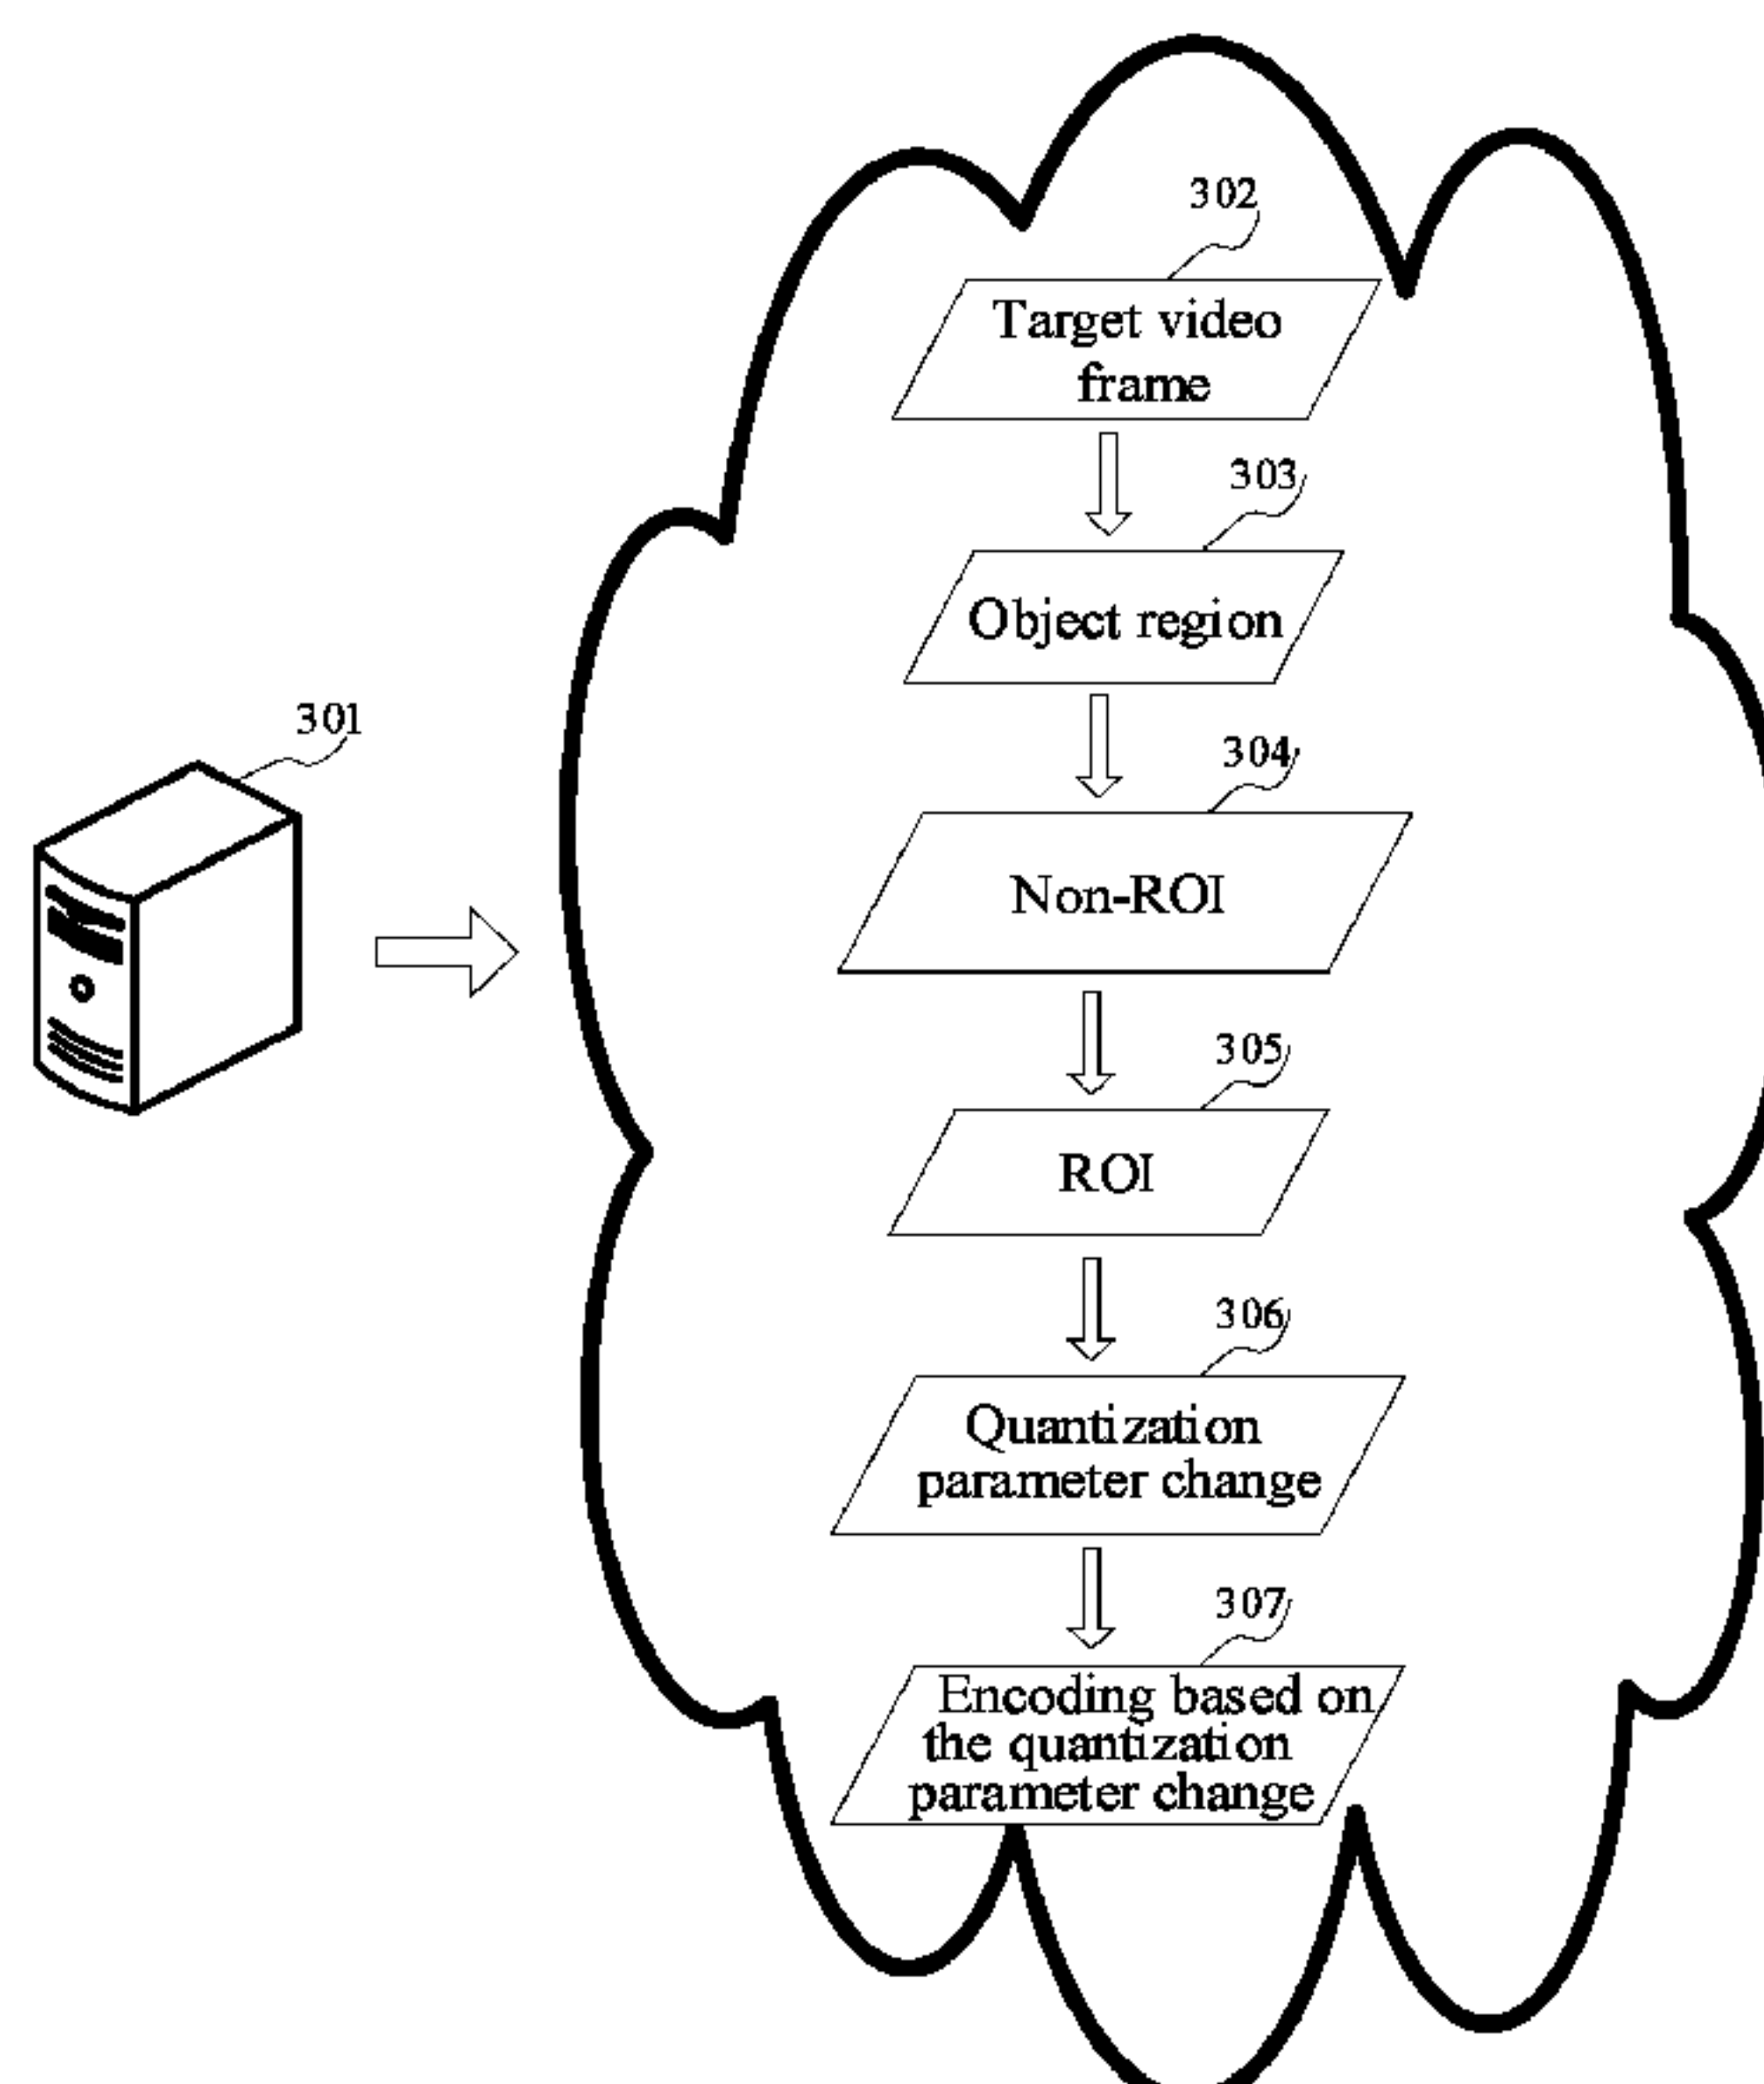 302
Target video
frame
303
Object region
301
304
Non-ROI
305
ROI
306
Quantization
parameter change
307
Encoding based on
the quantization
parameter change